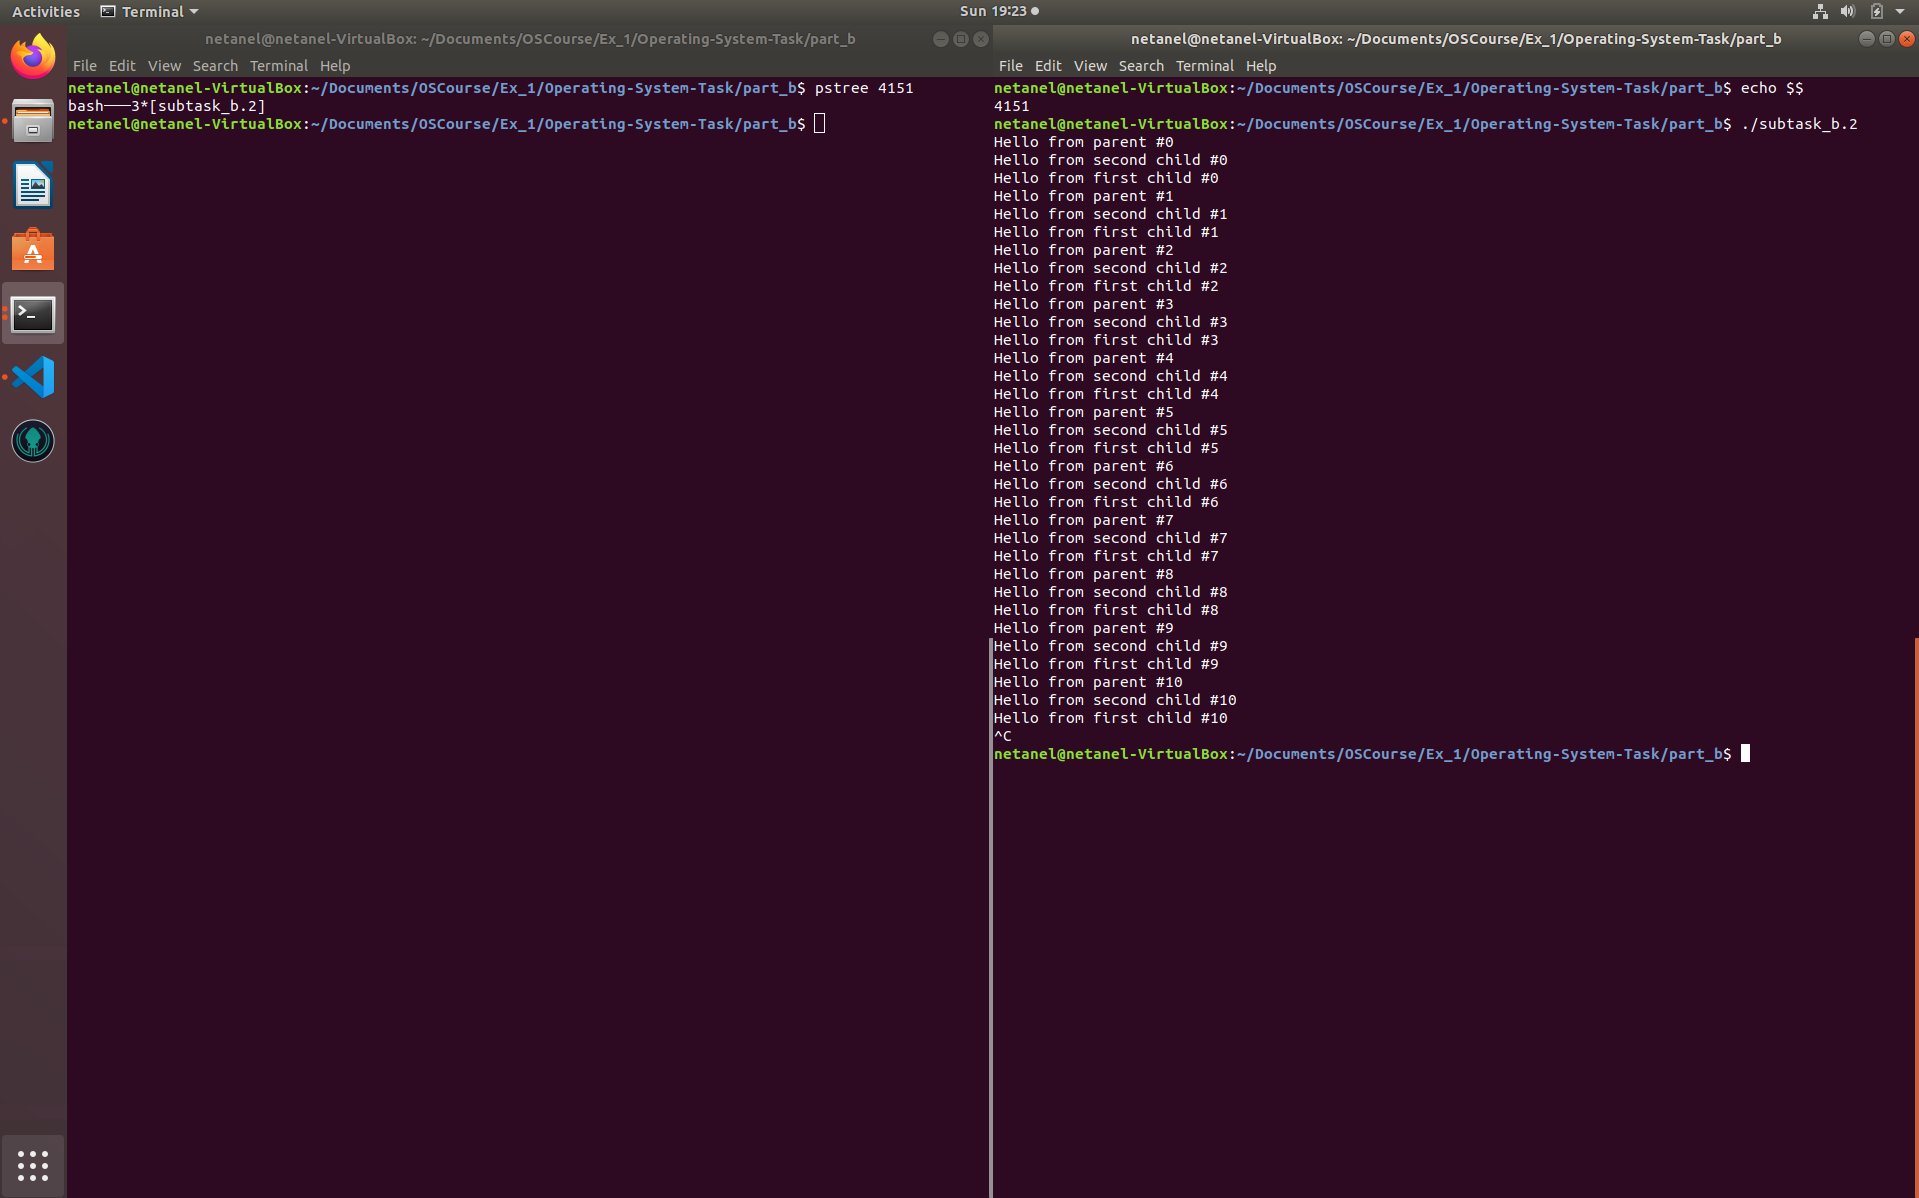 Activities Terminal Sun 19:23
netanel@netanel-VirtualBox: ~/Documents/OSCourse/Ex_1/Operating-System-Task/part_b
File Edit View Search Terminal Help
netanel@netanel-VirtualBox:~/Documents/OSCourse/Ex_1/Operating-System-Task/part_b$ pstree 4151
bash───3*[subtask_b.2]
netanel@netanel-VirtualBox:~/Documents/OSCourse/Ex_1/Operating-System-Task/part_b$
netanel@netanel-VirtualBox: ~/Documents/OSCourse/Ex_1/Operating-System-Task/part_b
File Edit View Search Terminal Help
netanel@netanel-VirtualBox:~/Documents/OSCourse/Ex_1/Operating-System-Task/part_b$ echo $$
4151
netanel@netanel-VirtualBox:~/Documents/OSCourse/Ex_1/Operating-System-Task/part_b$ ./subtask_b.2
Hello from parent #0
Hello from second child #0
Hello from first child #0
Hello from parent #1
Hello from second child #1
Hello from first child #1
Hello from parent #2
Hello from second child #2
Hello from first child #2
Hello from parent #3
Hello from second child #3
Hello from first child #3
Hello from parent #4
Hello from second child #4
Hello from first child #4
Hello from parent #5
Hello from second child #5
Hello from first child #5
Hello from parent #6
Hello from second child #6
Hello from first child #6
Hello from parent #7
Hello from second child #7
Hello from first child #7
Hello from parent #8
Hello from second child #8
Hello from first child #8
Hello from parent #9
Hello from second child #9
Hello from first child #9
Hello from parent #10
Hello from second child #10
Hello from first child #10
^C
netanel@netanel-VirtualBox:~/Documents/OSCourse/Ex_1/Operating-System-Task/part_b$